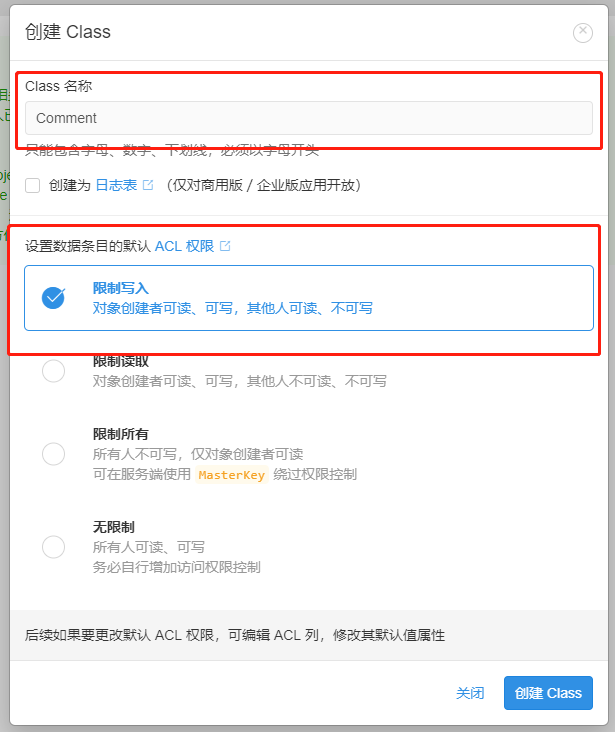 创建 Class
Class 名称
Comment
只能包含字母、数字、下划线，必须以字母开头
创建为 日志表 （仅对商用版 / 企业版应用开放）
设置数据条目的默认 ACL 权限
限制写入
对象创建者可读、可写，其他人可读、不可写
限制读取
对象创建者可读、可写，其他人不可读、不可写
限制所有
所有人不可写，仅对象创建者可读
可在服务端使用 MasterKey 绕过权限控制
无限制
所有人可读、可写
务必自行增加访问权限控制
后续如果要更改默认 ACL 权限，可编辑 ACL 列，修改其默认值属性
关闭 创建 Class